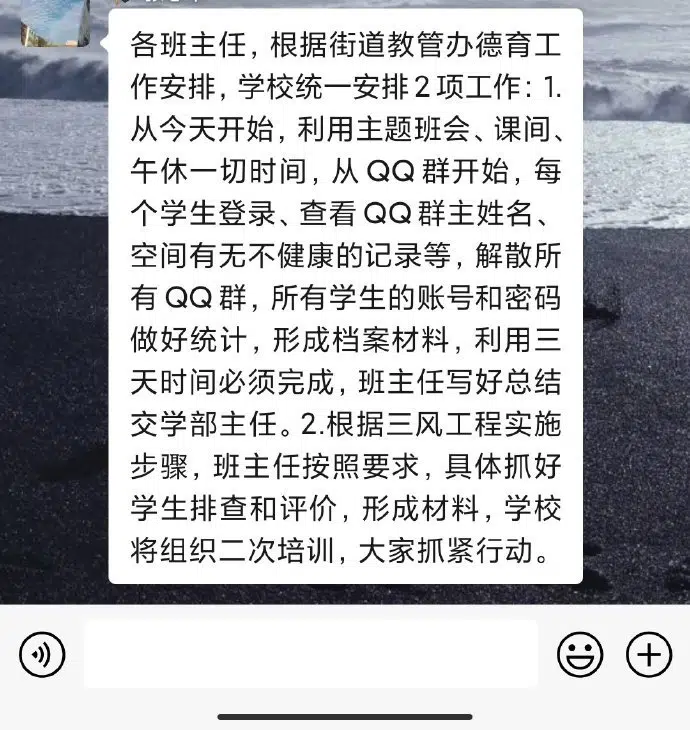 各班主任，根据街道教管办德育工
作安排，学校统一安排2项工作：1.
从今天开始，利用主题班会、课间、
午休一切时间，从QQ群开始，每
个学生登录、查看QQ群主姓名、
空间有无不健康的记录等，解散所
有QQ群，所有学生的账号和密码
做好统计，形成档案材料，利用三
天时间必须完成，班主任写好总结
交学部主任。2.根据三风工程实施
步骤，班主任按照要求，具体抓好
学生排查和评价，形成材料，学校
将组织二次培训，大家抓紧行动。